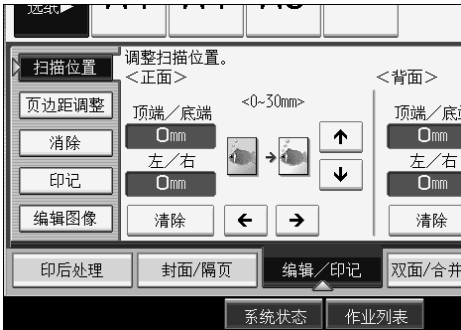 选纸▶
扫描位置
调整扫描位置。
<正面>
<背面>
页边距调整
消除
印记
编辑图像
顶端／底端
<0~30mm>
0mm
左／右
0mm
清除
顶端／底
0mm
左／右
0mm
清除
印后处理
封面/隔页
编辑／印记
双面/合并
系统状态
作业列表